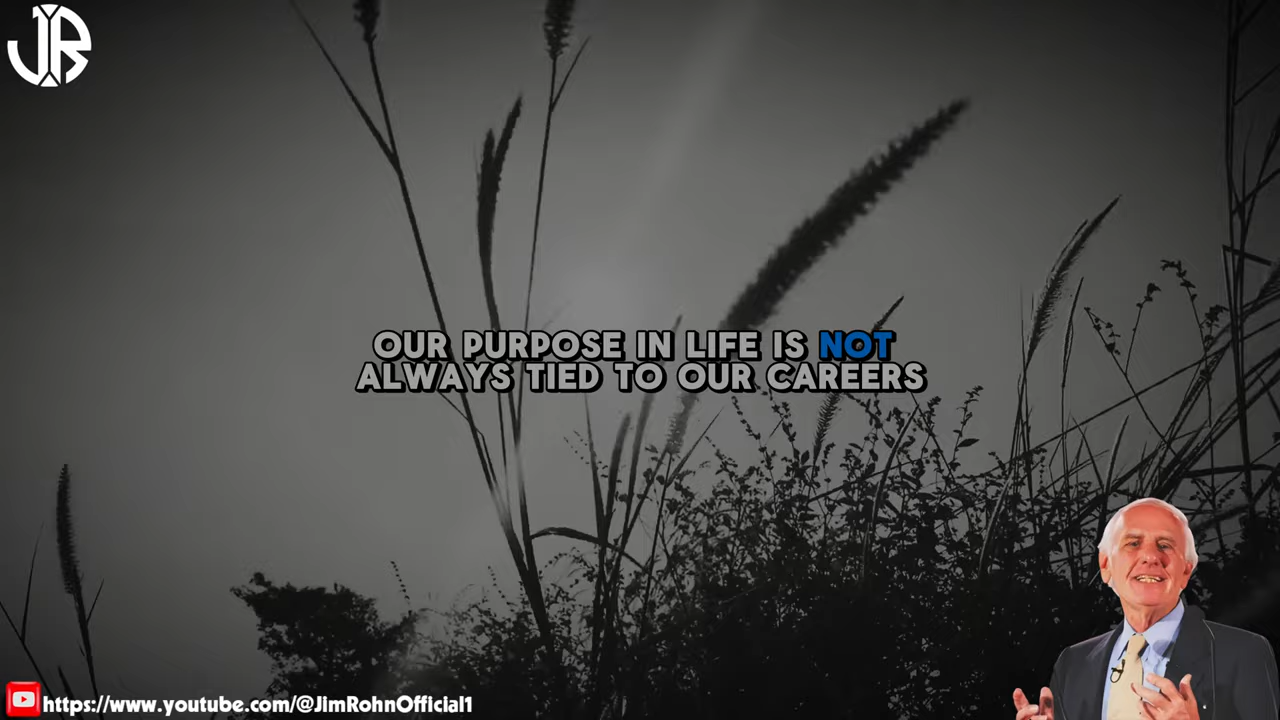 JR
OUR PURPOSE IN LIFE IS NOT
ALWAYS TIED TO OUR CAREERS
https://www.youtube.com/@JimRohnOfficial1